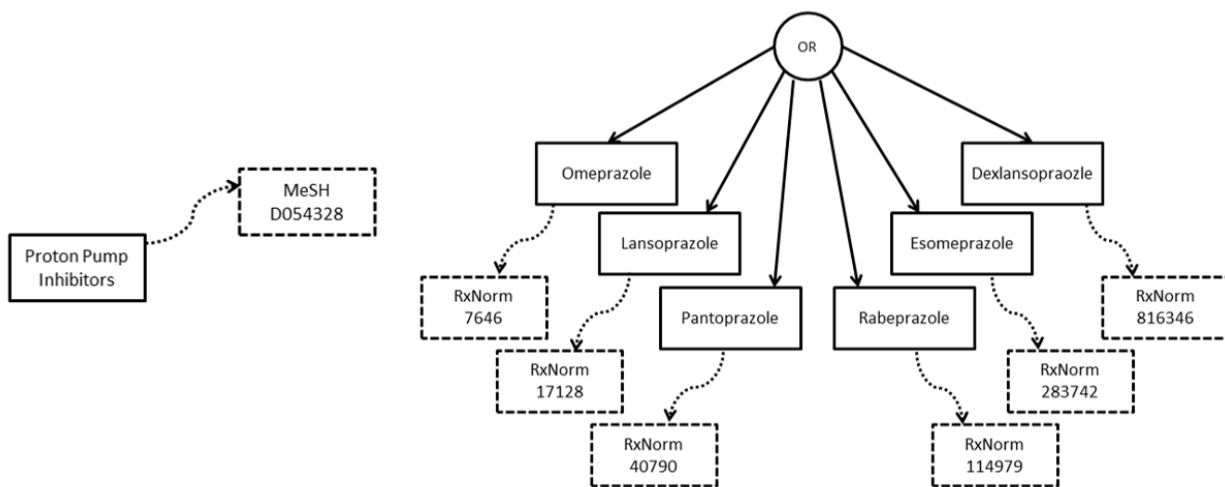 OR
Omeprazole
Dexlansopraozle
MeSH
D054328
Lansoprazole
Esomeprazole
Proton Pump
Inhibitors
RxNorm
7646
Pantoprazole
Rabeprazole
RxNorm
816346
RxNorm
17128
RxNorm
283742
RxNorm
40790
RxNorm
114979